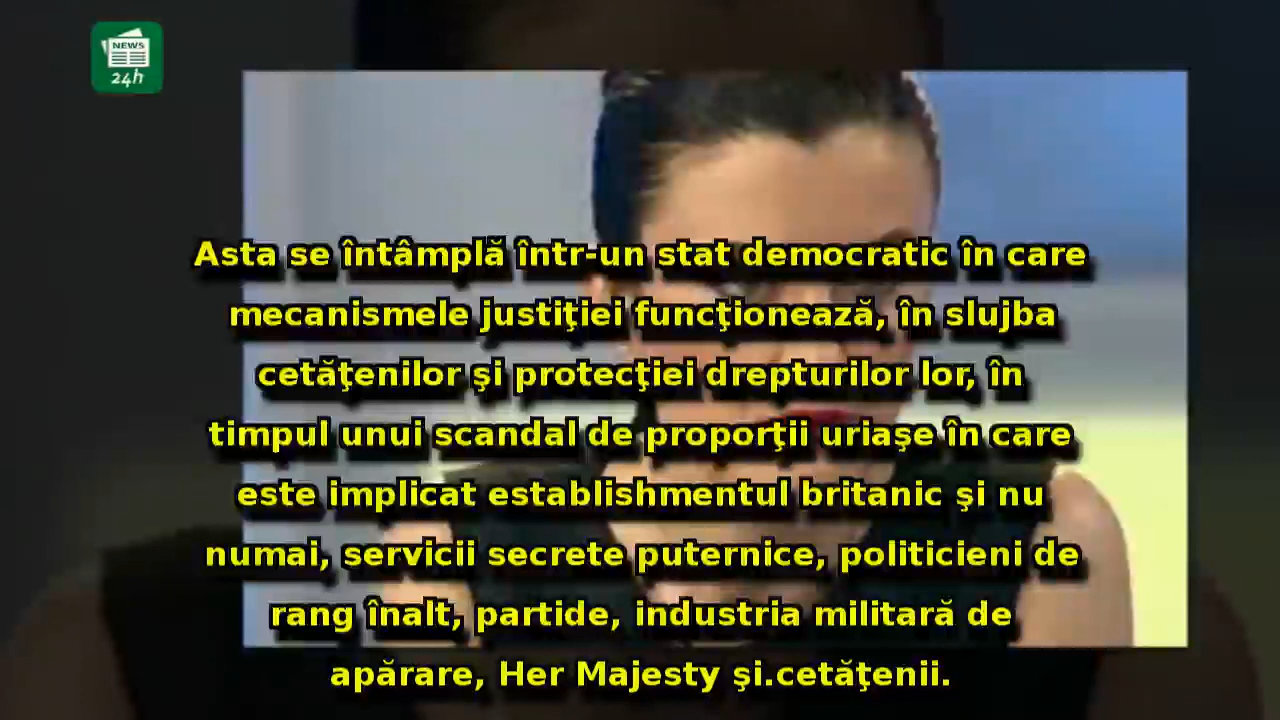 NEWS
24h
Asta se întâmplă într-un stat democratic în care
mecanismele justiţiei funcţionează, în slujba
cetăţenilor şi protecţiei drepturilor lor, în
timpul unui scandal de proporţii uriaşe în care
este implicat establishmentul britanic şi nu
numai, servicii secrete puternice, politicieni de
rang înalt, partide, industria militară de
apărare, Her Majesty şi.cetăţenii.